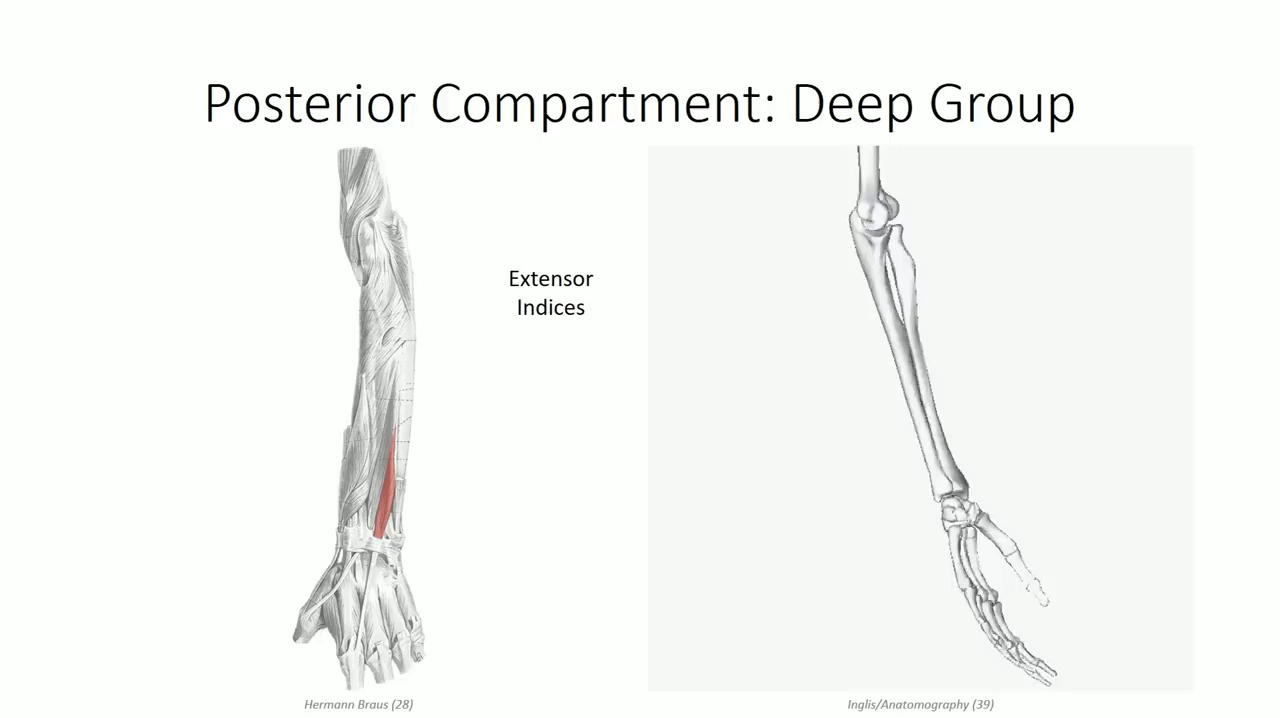 Posterior Compartment: Deep Group
Extensor
Indices
Hermann Braus (28)
Inglis/Anatomography (39)